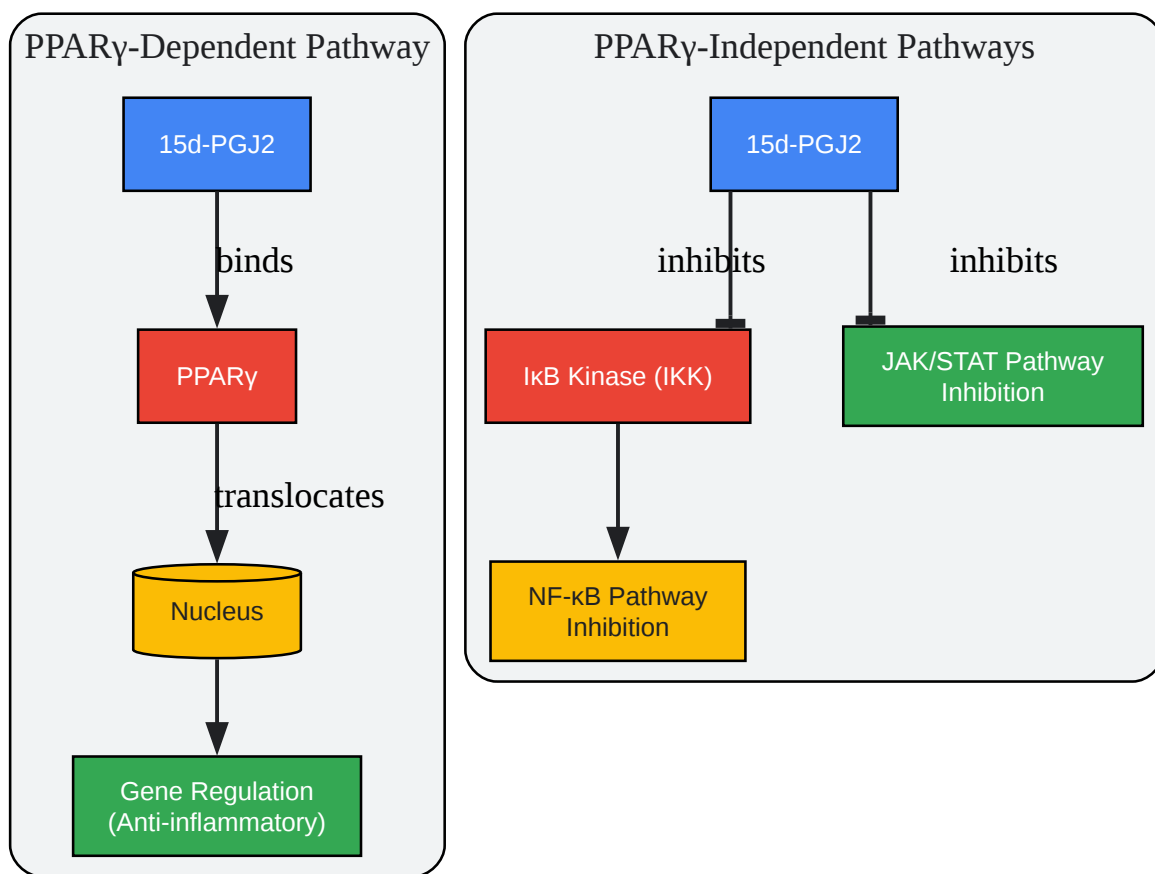 PPARγ-Dependent Pathway
15d-PGJ2
binds
PPARγ
translocates
Nucleus
Gene Regulation
(Anti-inflammatory)
PPARγ-Independent Pathways
15d-PGJ2
inhibits
inhibits
IκB Kinase (IKK)
JAK/STAT Pathway
Inhibition
NF-κB Pathway
Inhibition